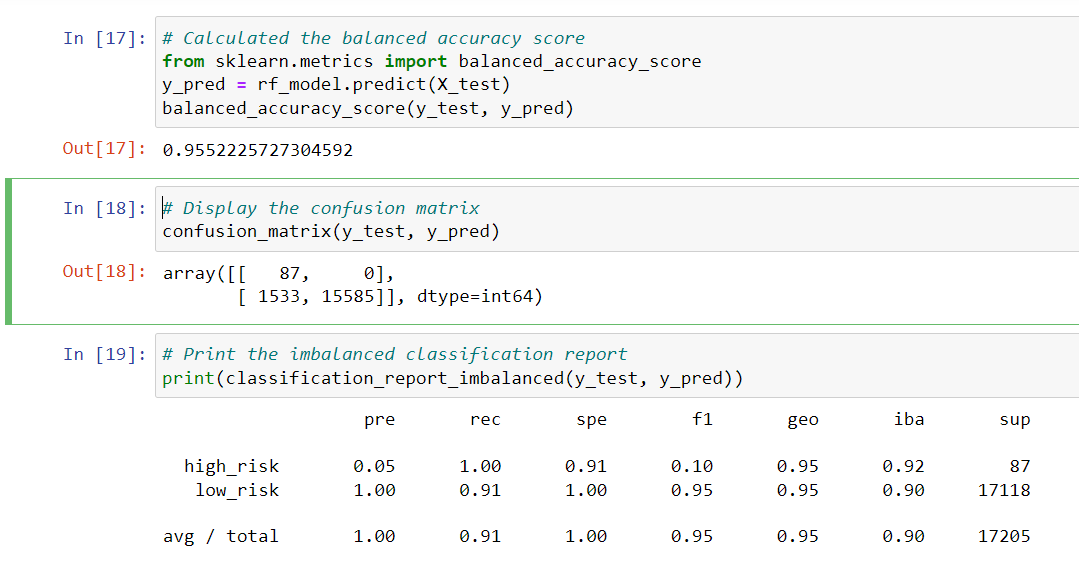 In [17]: # Calculated the balanced accuracy score
from sklearn.metrics import balanced_accuracy_score
y_pred = rf_model.predict(X_test)
balanced_accuracy_score(y_test, y_pred)
Out[17]: 0.9552225727304592
In [18]: # Display the confusion matrix
confusion_matrix(y_test, y_pred)
Out[18]: array([[   87,     0],
       [ 1533, 15585]], dtype=int64)
In [19]: # Print the imbalanced classification report
print(classification_report_imbalanced(y_test, y_pred))
pre rec spe f1 geo iba sup
high_risk 0.05 1.00 0.91 0.10 0.95 0.92 87
low_risk 1.00 0.91 1.00 0.95 0.95 0.90 17118
avg / total 1.00 0.91 1.00 0.95 0.95 0.90 17205